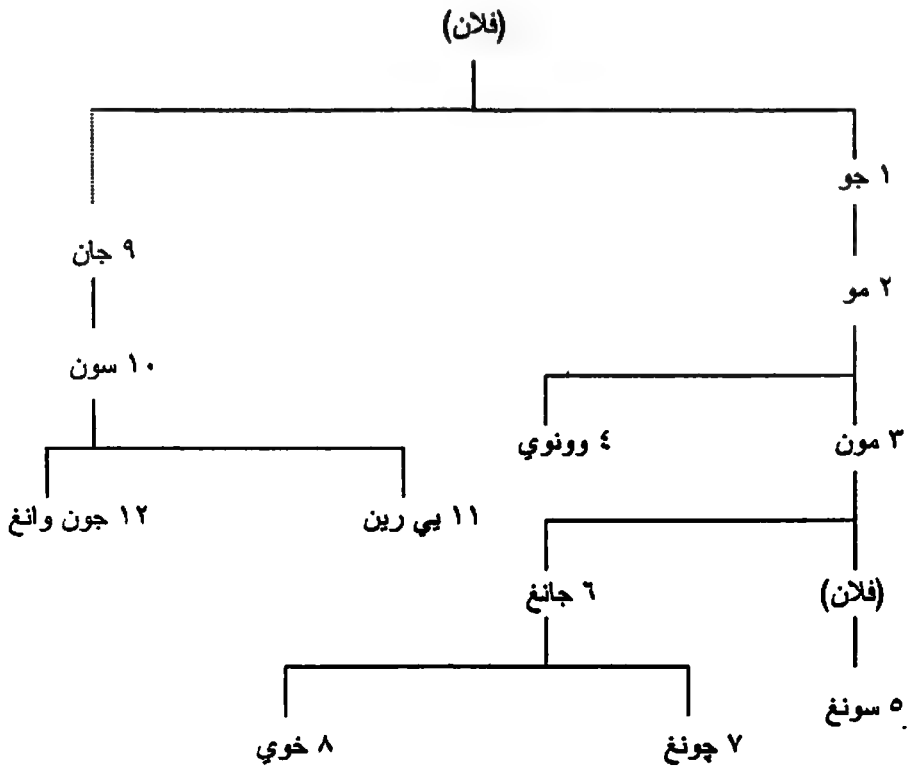 (فلان)
١ جو
٩ جان
٢ مو
١٠ سون
٣ مون
٤ وونوي
١١ يي رين
١٢ جون وانغ
(فلان)
٦ جانغ
٥ سونغ
٧ چونغ
٨ خوي